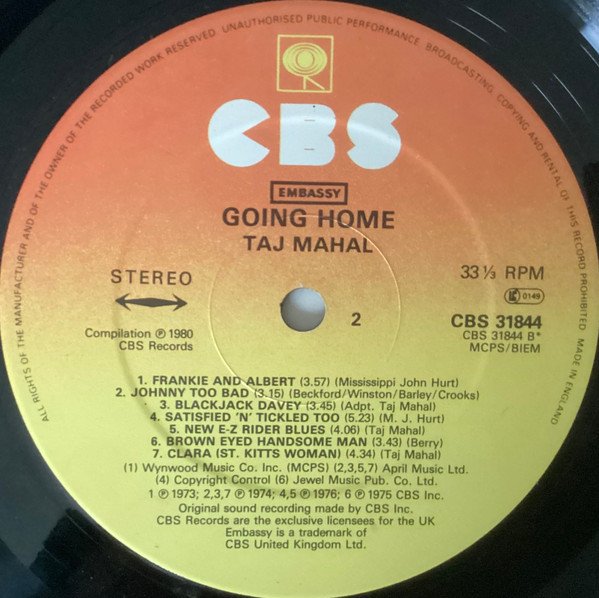 ALL RIGHTS OF THE MANUFACTURER AND OF THE OWNER OF THE RECORDED WORK RESERVED. UNAUTHORISED PUBLIC PERFORMANCE, BROADCASTING, COPYING AND RENTAL OF THIS RECORD PROHIBITED. MADE IN ENGLAND
CBS
EMBASSY
GOING HOME
TAJ MAHAL
STEREO
33 1/3 RPM
0149
Compilation ℗ 1980
CBS Records
2
CBS 31844
CBS 31844 B*
MCPS/BIEM
1. FRANKIE AND ALBERT (3.57) (Mississippi John Hurt)
2. JOHNNY TOO BAD (3.15) (Beckford/Winston/Barley/Crooks)
3. BLACKJACK DAVEY (3.45) (Adpt. Taj Mahal)
4. SATISFIED 'N' TICKLED TOO (5.23) (M. J. Hurt)
5. NEW E-Z RIDER BLUES (4.06) (Taj Mahal)
6. BROWN EYED HANDSOME MAN (3.43) (Berry)
7. CLARA (ST. KITTS WOMAN) (4.34) (Taj Mahal)
(1) Wynwood Music Co. Inc. (MCPS) (2,3,5,7) April Music Ltd.
(4) Copyright Control (6) Jewel Music Pub. Co. Ltd.
1 ℗ 1973; 2,3,7 ℗ 1974; 4,5 ℗ 1976; 6 ℗ 1975 CBS Inc.
Original sound recording made by CBS Inc.
CBS Records are the exclusive licensees for the UK
Embassy is a trademark of
CBS United Kingdom Ltd.